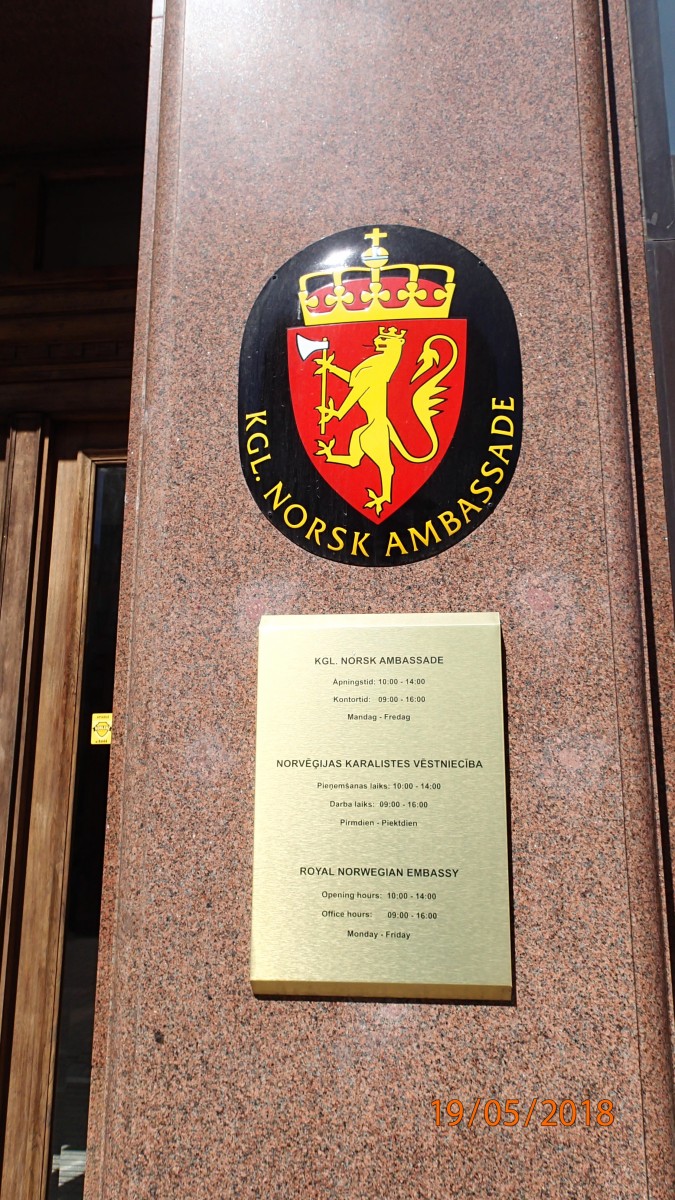 KGL. NORSK AMBASSADE
KGL. NORSK AMBASSADE
Åpningstid: 10:00 - 14:00
Kontortid: 09:00 - 16:00
Mandag - Fredag
NORVĒĢIJAS KARALISTES VĒSTNIECĪBA
Pieņemšanas laiks: 10:00 - 14:00
Darba laiks: 09:00 - 16:00
Pirmdien - Piektdien
ROYAL NORWEGIAN EMBASSY
Opening hours: 10:00 - 14:00
Office hours: 09:00 - 16:00
Monday - Friday
19/05/2018